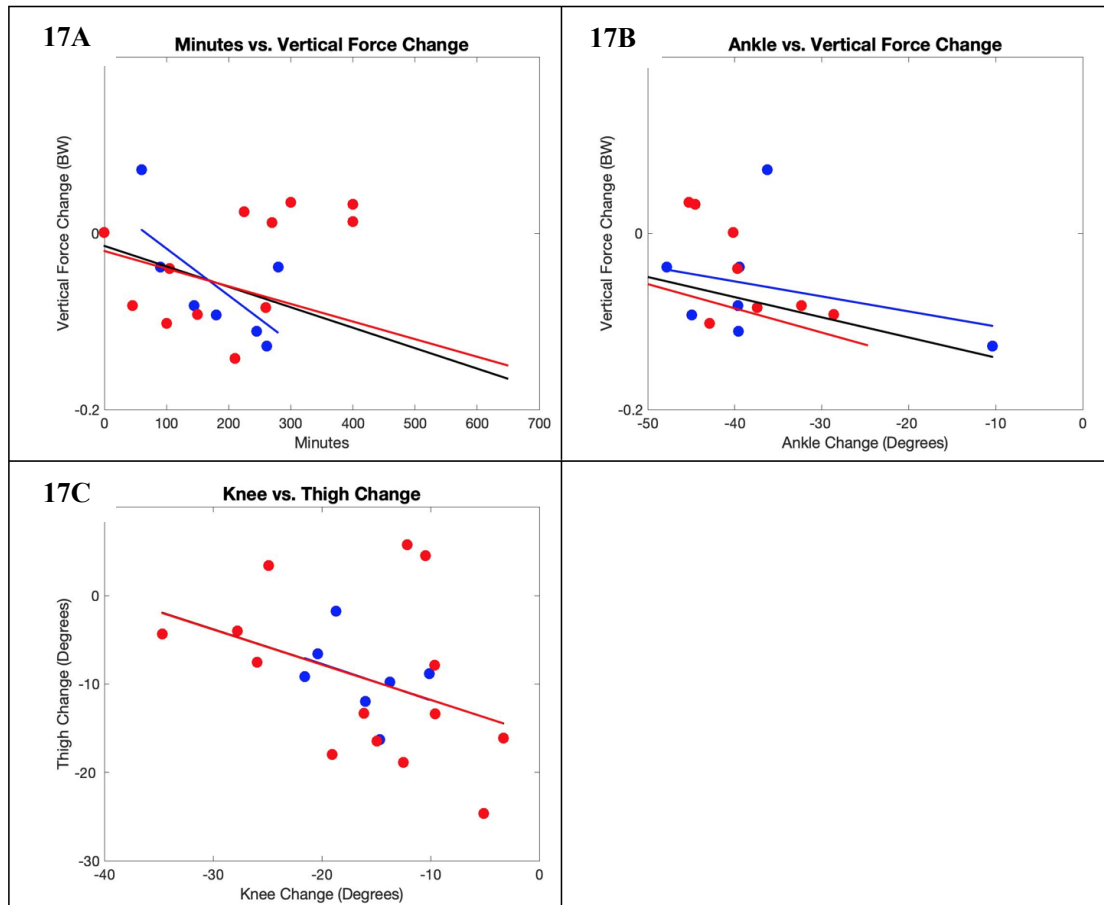 17A
Minutes vs. Vertical Force Change
Vertical Force Change (BW)
0
-0.2
0 100 200 300 400 500 600 700
Minutes
17B
Ankle vs. Vertical Force Change
Vertical Force Change (BW)
0
-0.2
-50 -40 -30 -20 -10 0
Ankle Change (Degrees)
17C
Knee vs. Thigh Change
Thigh Change (Degrees)
0
-10
-20
-30
-40 -30 -20 -10 0
Knee Change (Degrees)